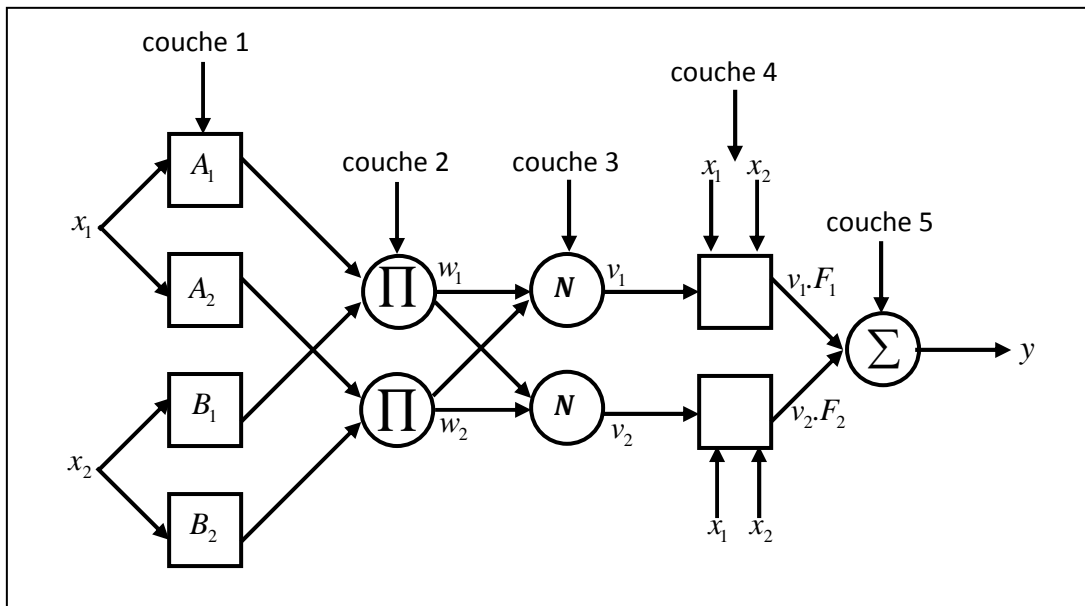 couche 1
couche 4
couche 2
couche 3
x₁ x₂
couche 5
A₁
x₁
A₂
∏
w₁
N
v₁
v₁.F₁
∑
y
B₁
∏
w₂
N
v₂
v₂.F₂
x₂
B₂
x₁ x₂